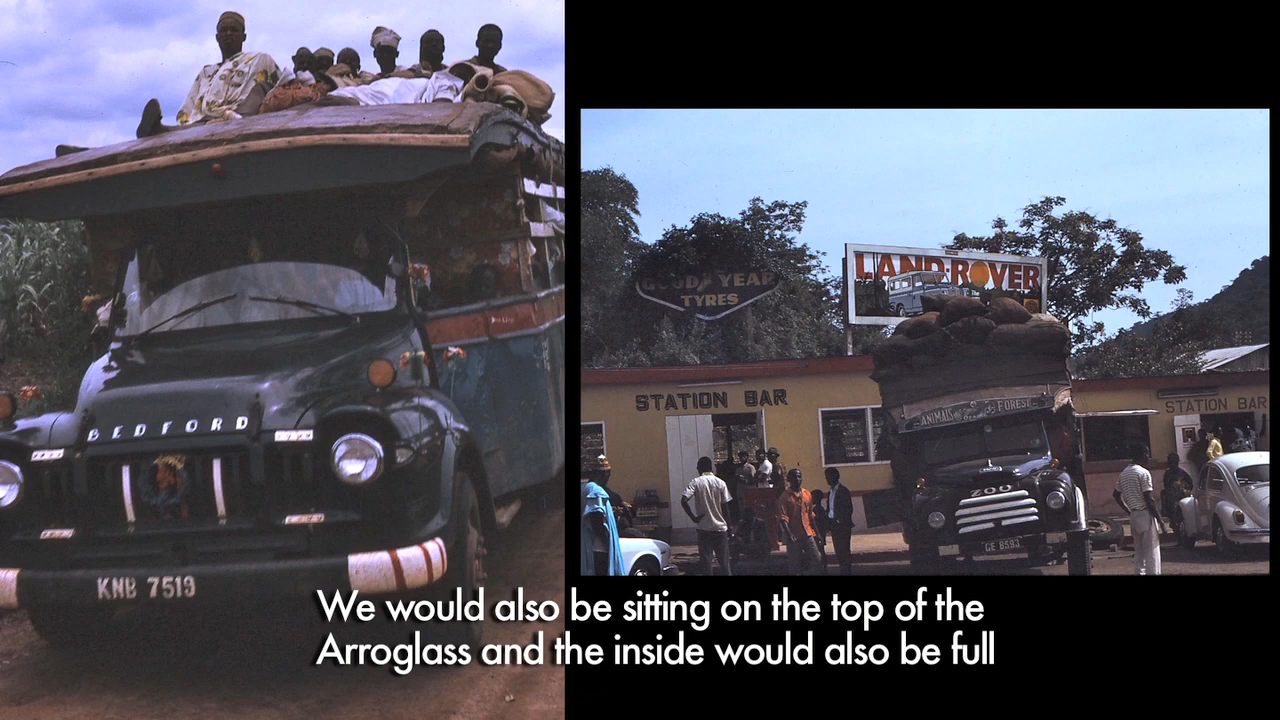 BEDFORD
KNB 7519
GOOD YEAR
TYRES
LAND-ROVER
STATION BAR
ANIMALS FOREST
ZOU
GE 8593
STATION BAR
We would also be sitting on the top of the
Arroglass and the inside would also be full